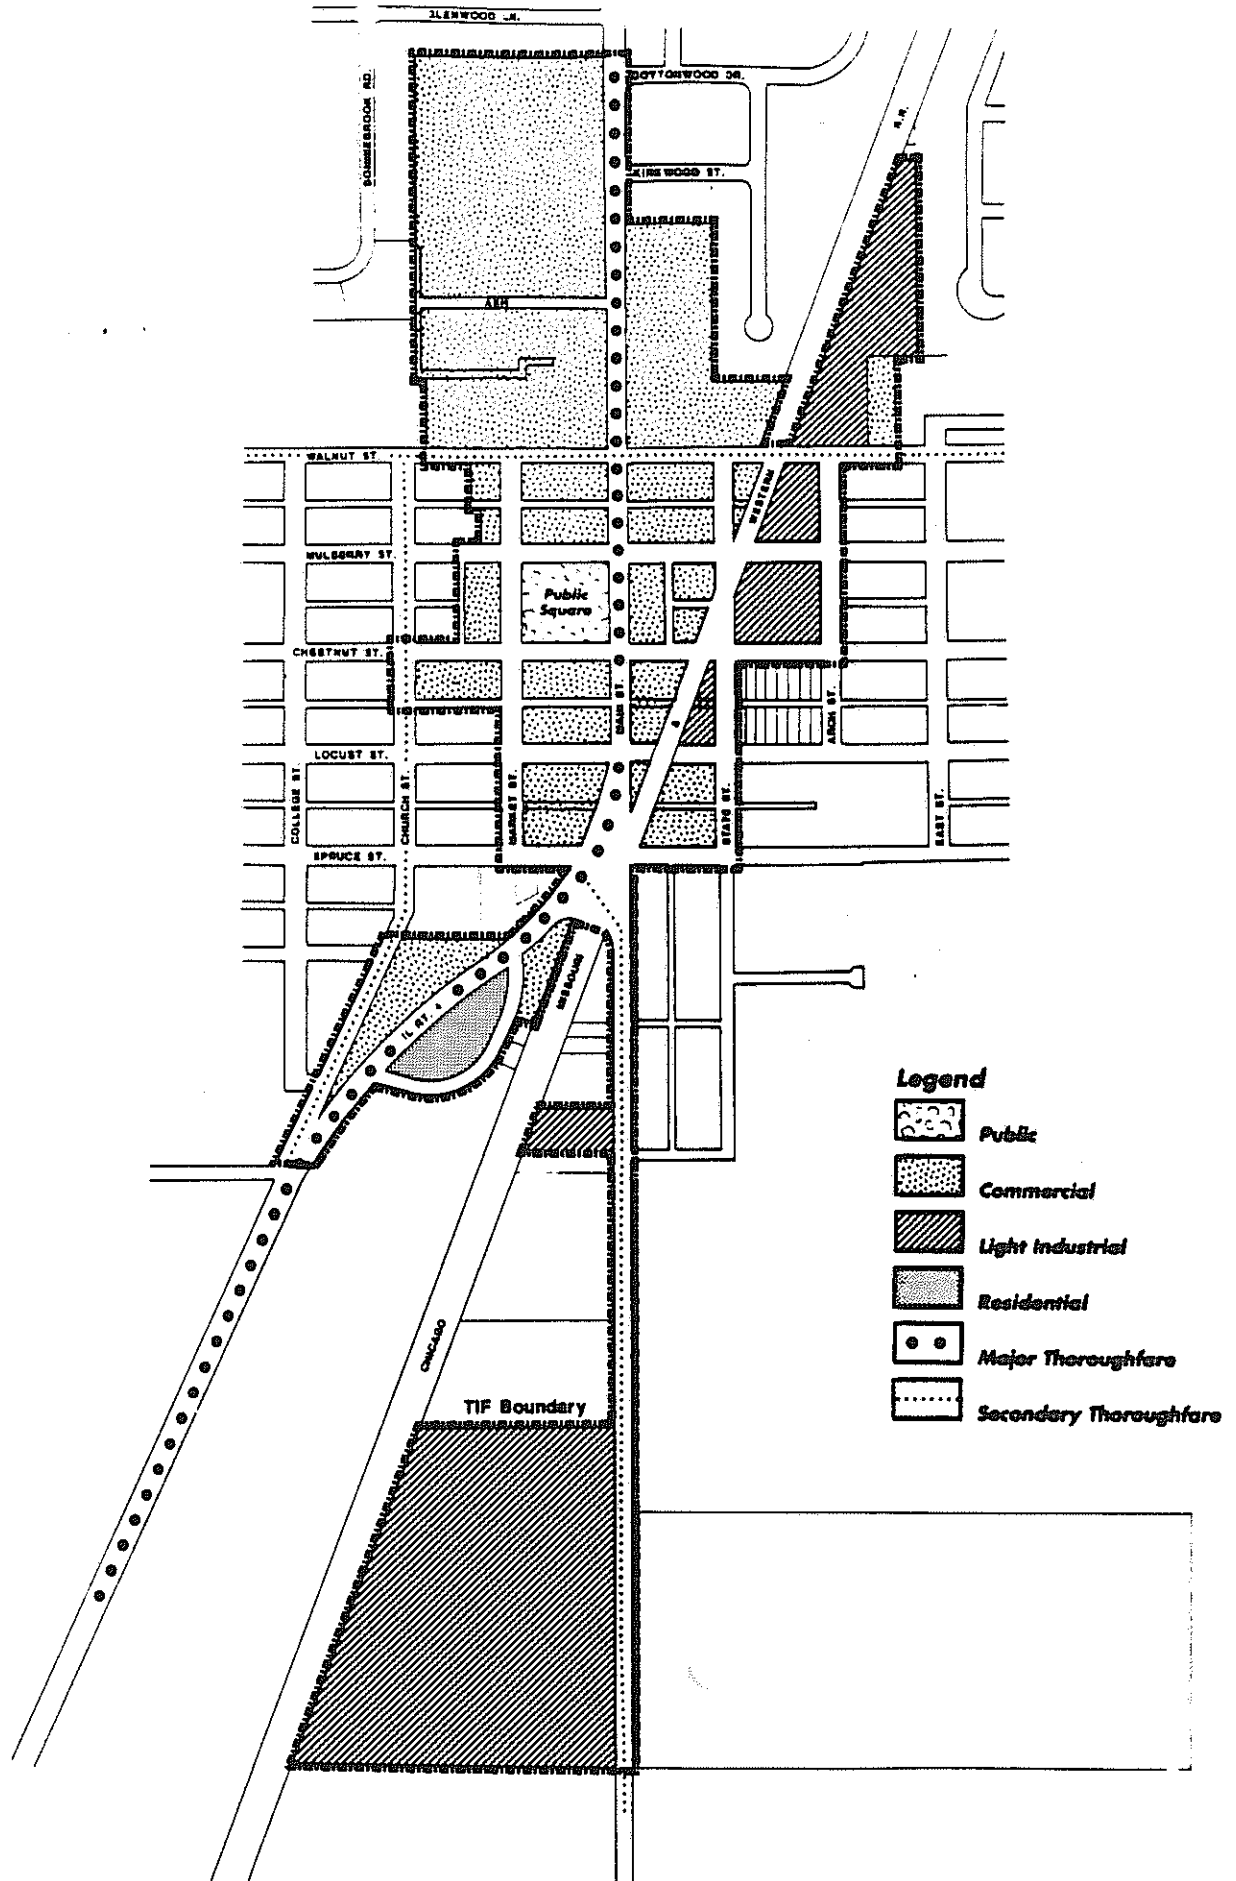 GLENWOOD LN.
COTTONWOOD DR.
R.R.
KIRKWOOD ST.
WALNUT ST.
WESTERN
MULBERRY ST.
Public
Square
CHESTNUT ST.
MAIN ST.
ARCH ST.
&
LOCUST ST.
COLLEGE ST.
CHURCH ST.
MARKET ST.
STATE ST.
EAST ST.
SPRUCE ST.
MISSOURI
IL RT. 4
CHICAGO
TIF Boundary
Legend
Public
Commercial
Light Industrial
Residential
Major Thoroughfare
Secondary Thoroughfare